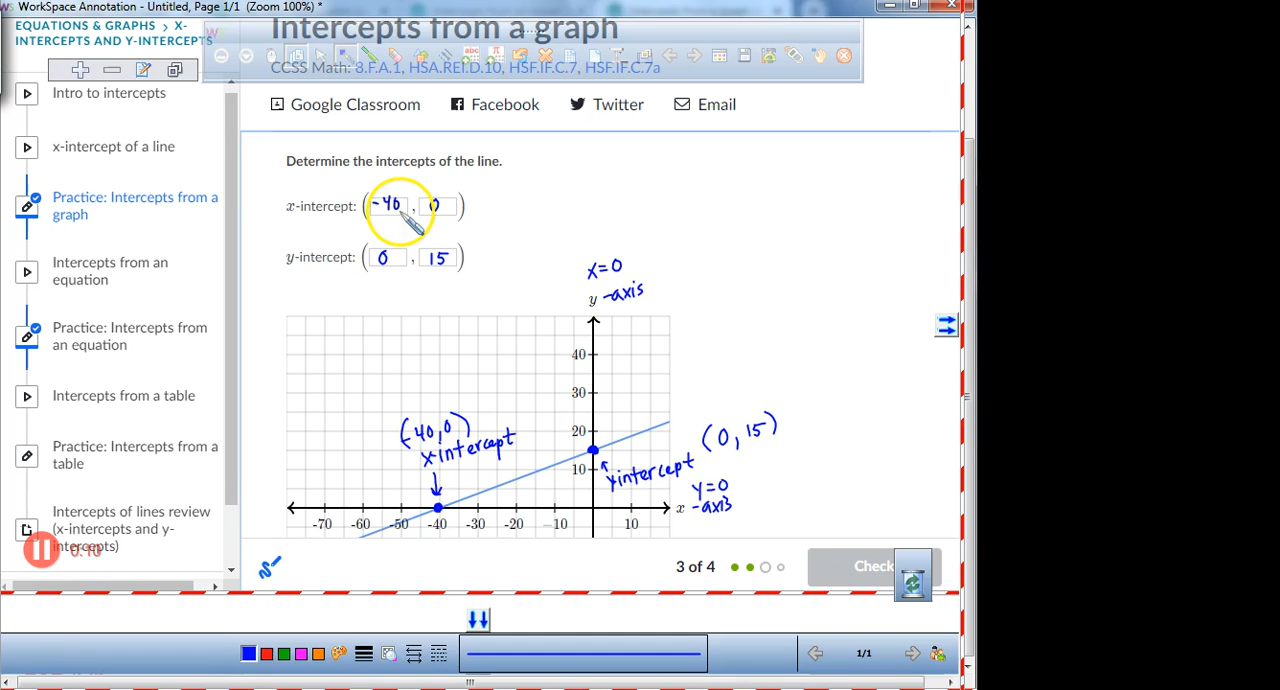 WorkSpace Annotation - Untitled, Page 1/1 (Zoom 100%) *
EQUATIONS & GRAPHS > X-
INTERCEPTS AND Y-INTERCEPTS
Intro to intercepts
x-intercept of a line
Practice: Intercepts from a
graph
Intercepts from an
equation
Practice: Intercepts from
an equation
Intercepts from a table
Practice: Intercepts from a
table
Intercepts of lines review
(x-intercepts and y-
intercepts)
Intercepts from a graph
CCSS Math: 8.F.A.1, HSA.REI.D.10, HSF.IF.C.7, HSF.IF.C.7a
Google Classroom Facebook Twitter Email
Determine the intercepts of the line.
x-intercept: (-40, 0)
y-intercept: (0, 15)
x=0
y -axis
40
30
20
10
(-40,0)
x-intercept
(0, 15)
yintercept
y=0
x -axis
-70 -60 -50 -40 -30 -20 -10 10
3 of 4
Check
1/1